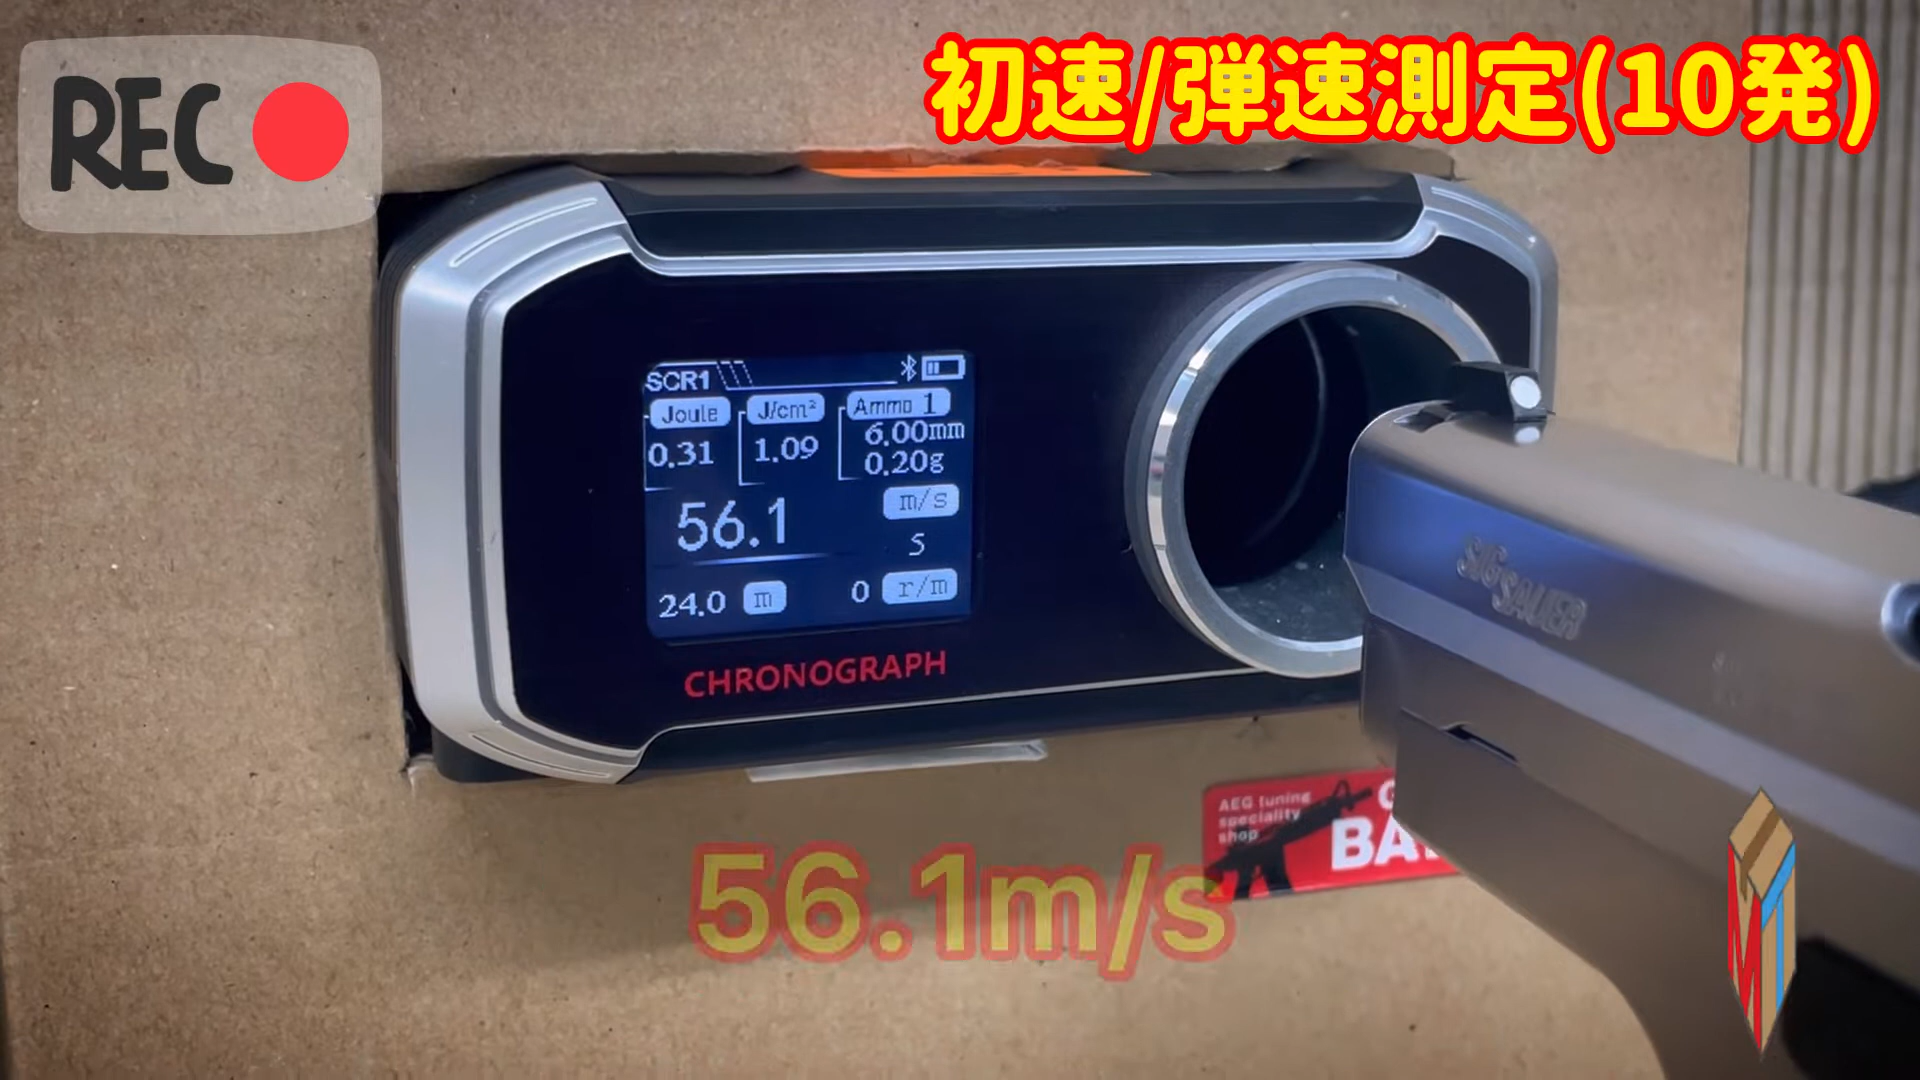 REC
初速/弾速測定(10発)
SCR1
Joule
J/cm²
Ammo 1
0.31
1.09
6.00mm
0.20g
56.1
m/s
5
24.0 m
0 r/m
CHRONOGRAPH
SIG
SAUER
AEG tuning
speciality
shop
56.1m/s